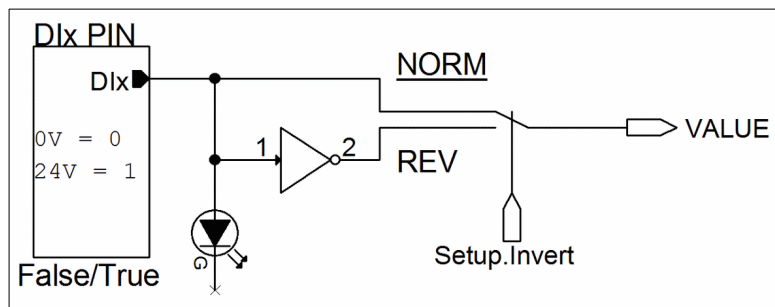 DIx PIN
DIx
NORM
0V = 0
24V = 1
1
2
REV
VALUE
G
Setup.Invert
False/True